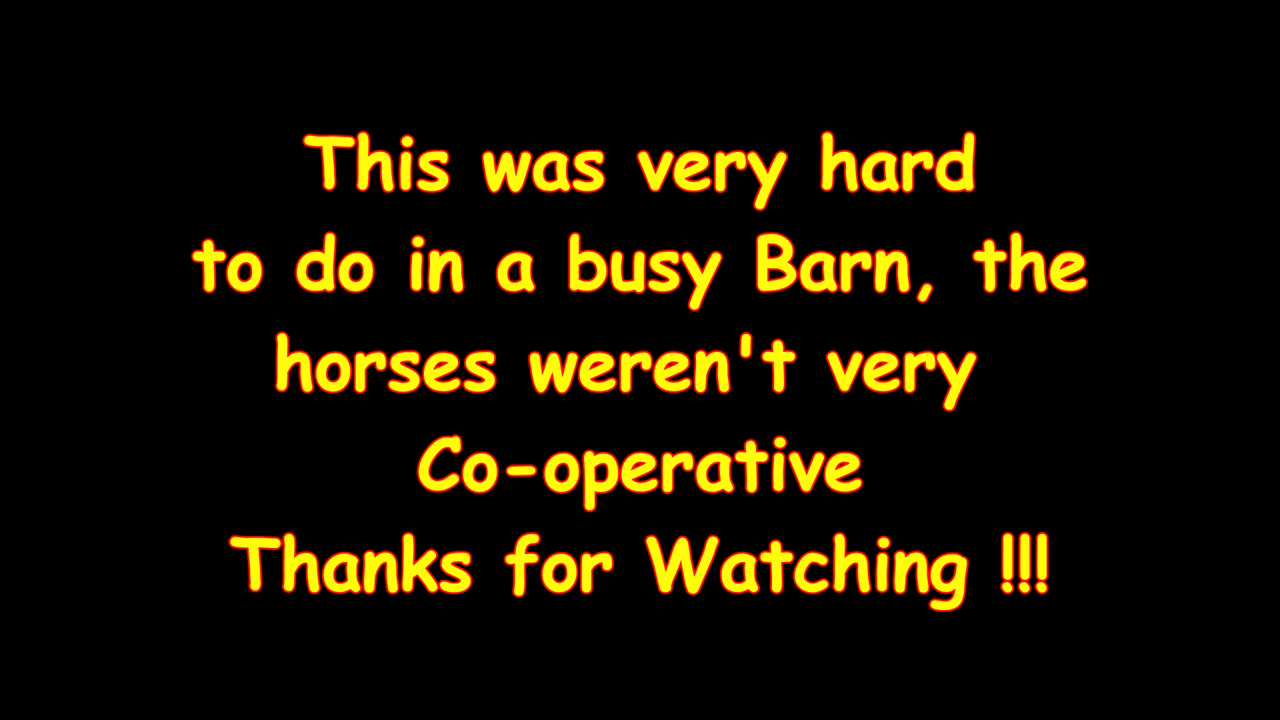 This was very hard
to do in a busy Barn, the
horses weren't very
Co-operative
Thanks for Watching !!!